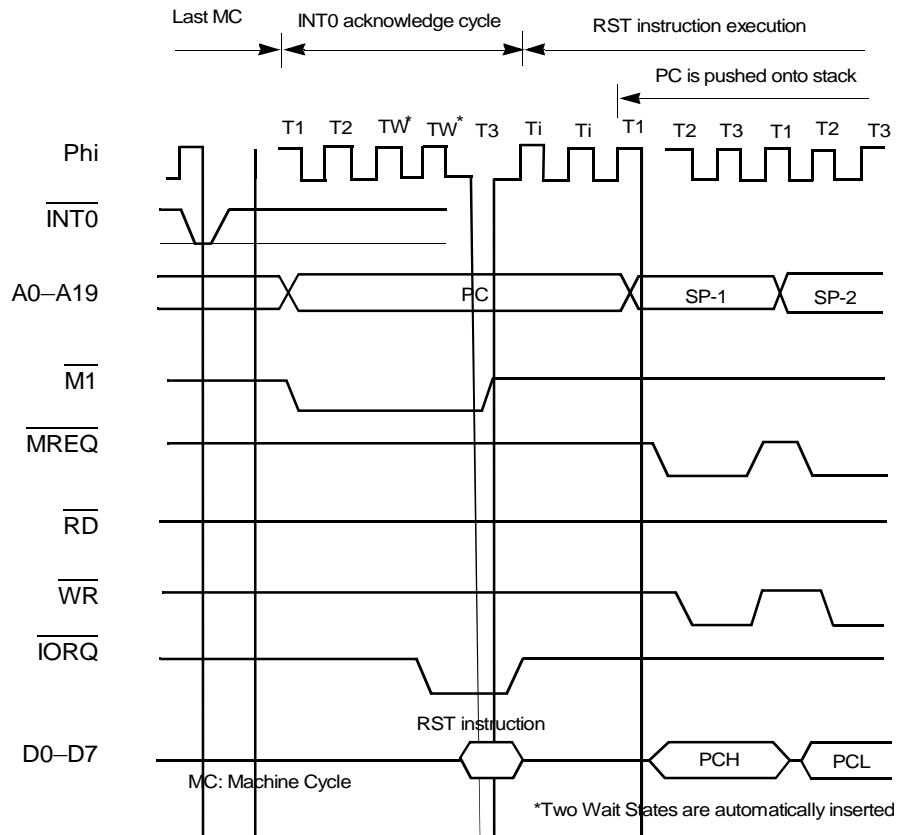 Last MC
INT0 acknowledge cycle
RST instruction execution
PC is pushed onto stack
T1 T2 TW* TW* T3 Ti Ti T1 T2 T3 T1 T2 T3
Phi
INT0
A0–A19
PC
SP-1
SP-2
M1
MREQ
RD
WR
IORQ
RST instruction
D0–D7
PCH
PCL
MC: Machine Cycle
*Two Wait States are automatically inserted